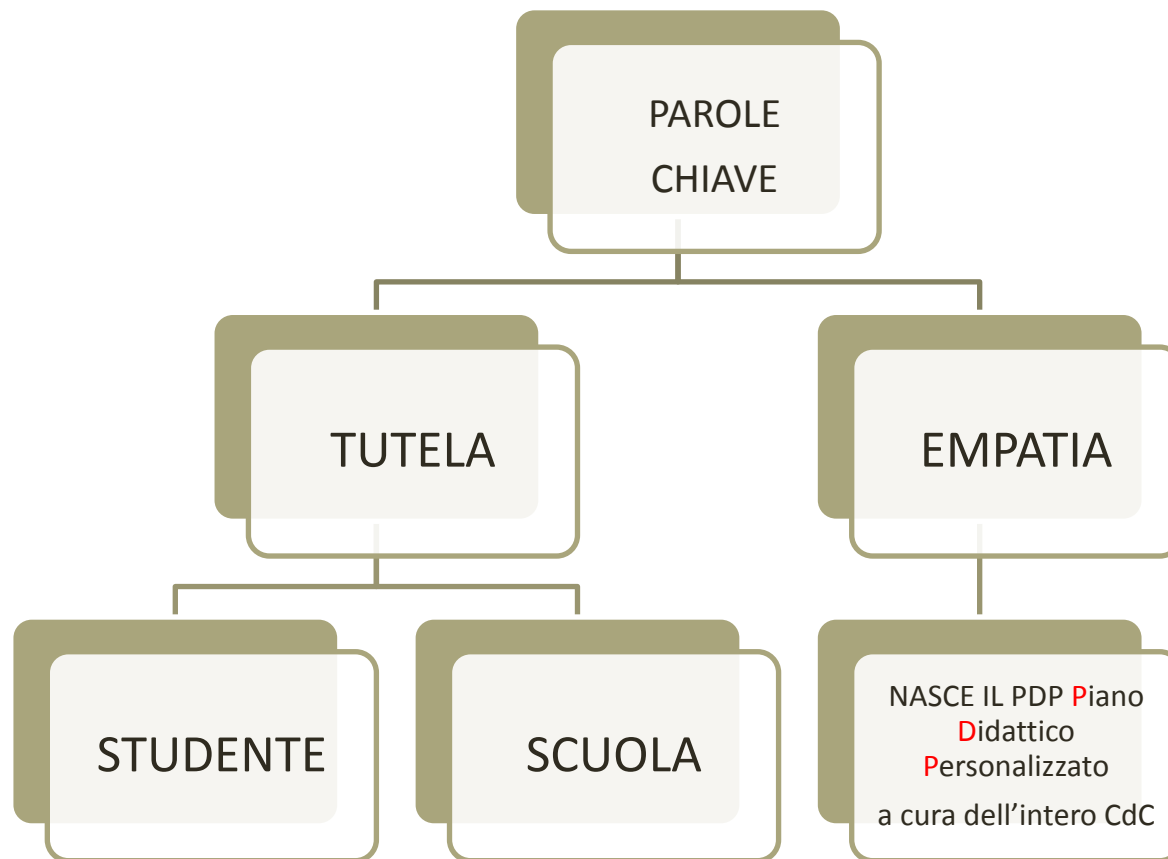 PAROLE
CHIAVE
TUTELA
EMPATIA
STUDENTE
SCUOLA
NASCE IL PDP Piano
Didattico
Personalizzato
a cura dell’intero CdC